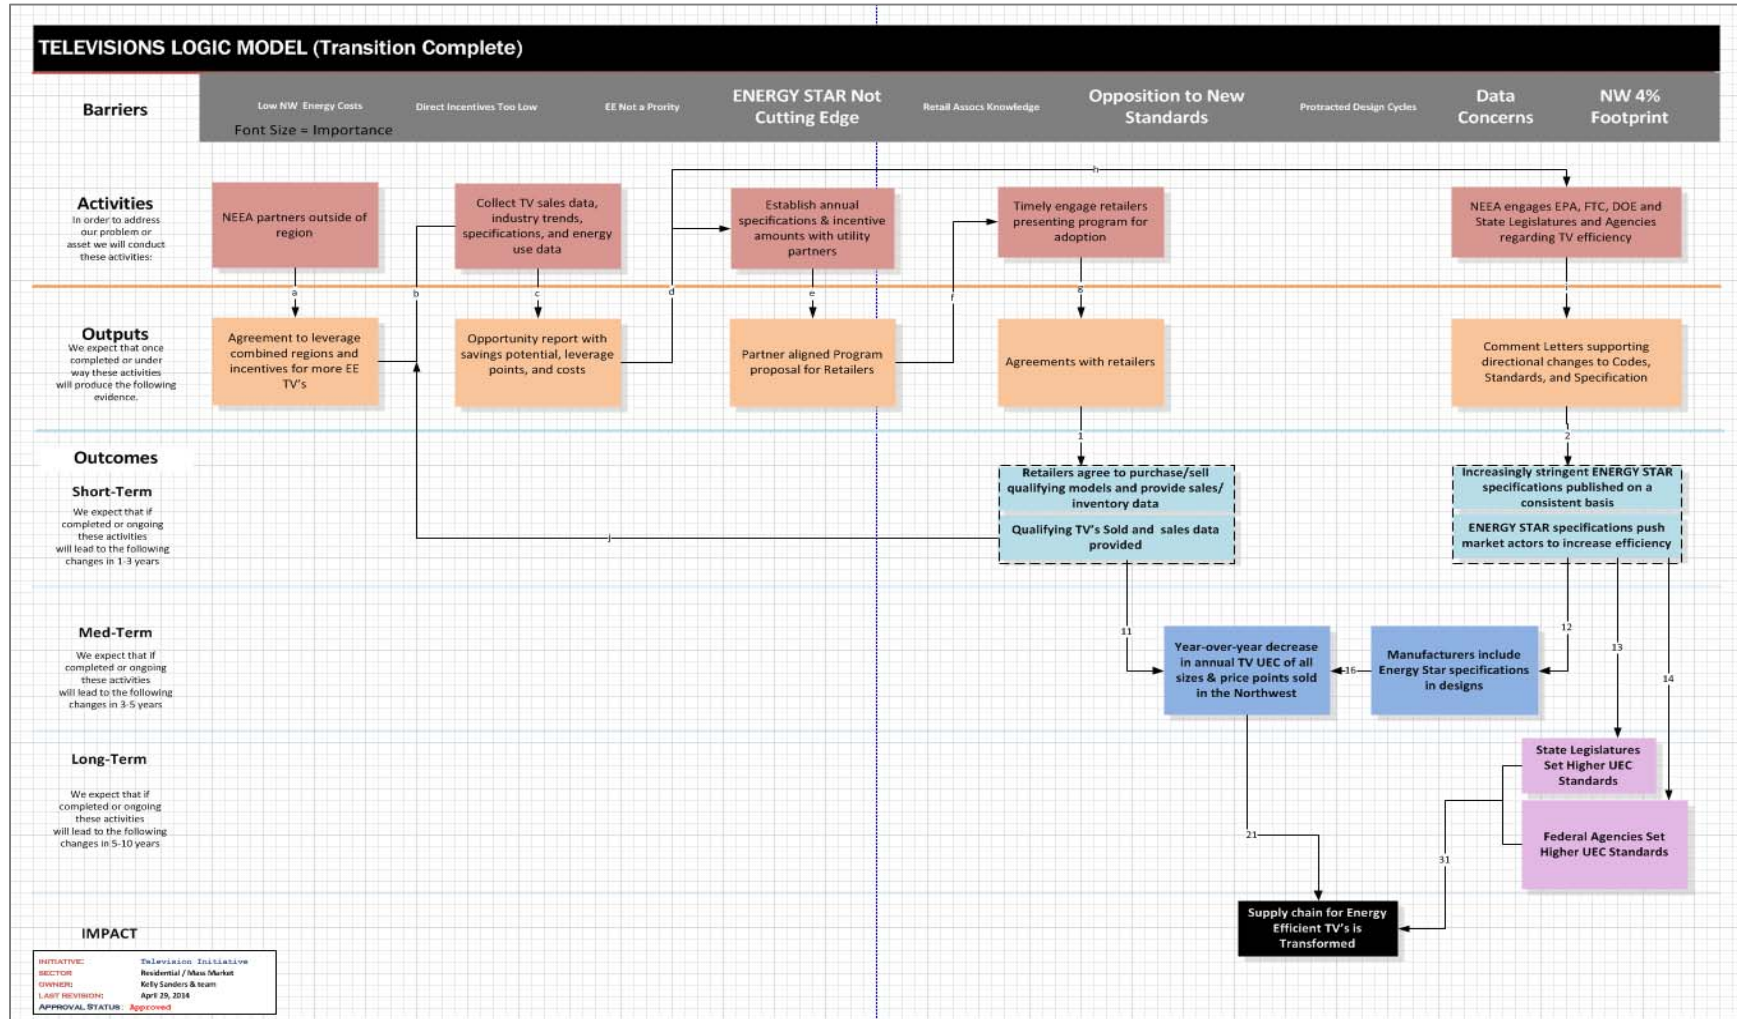 TELEVISIONS LOGIC MODEL (Transition Complete)
Barriers
Low NW Energy Costs
Direct Incentives Too Low
EE Not a Prority
ENERGY STAR Not
Cutting Edge
Retail Assocs Knowledge
Opposition to New
Standards
Protracted Design Cycles
Data
Concerns
NW 4%
Footprint
Font Size = Importance
Activities
In order to address
our problem or
asset we will conduct
these activities:
NEEA partners outside of
region
Collect TV sales data,
industry trends,
specifications, and energy
use data
Establish annual
specifications & incentive
amounts with utility
partners
Timely engage retailers
presenting program for
adoption
NEEA engages EPA, FTC, DOE and
State Legislatures and Agencies
regarding TV efficiency
h
a
b
c
d
e
f
g
i
Outputs
We expect that once
completed or under
way these activities
will produce the following
evidence.
Agreement to leverage
combined regions and
incentives for more EE
TV's
Opportunity report with
savings potential, leverage
points, and costs
Partner aligned Program
proposal for Retailers
Agreements with retailers
Comment Letters supporting
directional changes to Codes,
Standards, and Specification
1
2
Outcomes
Short-Term
We expect that if
completed or ongoing
these activities
will lead to the following
changes in 1-3 years
Retailers agree to purchase/sell
qualifying models and provide sales/
inventory data
Qualifying TV's Sold and sales data
provided
Increasingly stringent ENERGY STAR
specifications published on a
consistent basis
ENERGY STAR specifications push
market actors to increase efficiency
j
11
12
13
14
Med-Term
We expect that if
completed or ongoing
these activities
will lead to the following
changes in 3-5 years
Year-over-year decrease
in annual TV UEC of all
sizes & price points sold
in the Northwest
16
Manufacturers include
Energy Star specifications
in designs
Long-Term
We expect that if
completed or ongoing
these activities
will lead to the following
changes in 5-10 years
State Legislatures
Set Higher UEC
Standards
Federal Agencies Set
Higher UEC Standards
21
31
IMPACT
Supply chain for Energy
Efficient TV's is
Transformed
INITIATIVE: Television Initiative
SECTOR Residential / Mass Market
OWNER: Kelly Sanders & team
LAST REVISION: April 29, 2014
APPROVAL STATUS: Approved